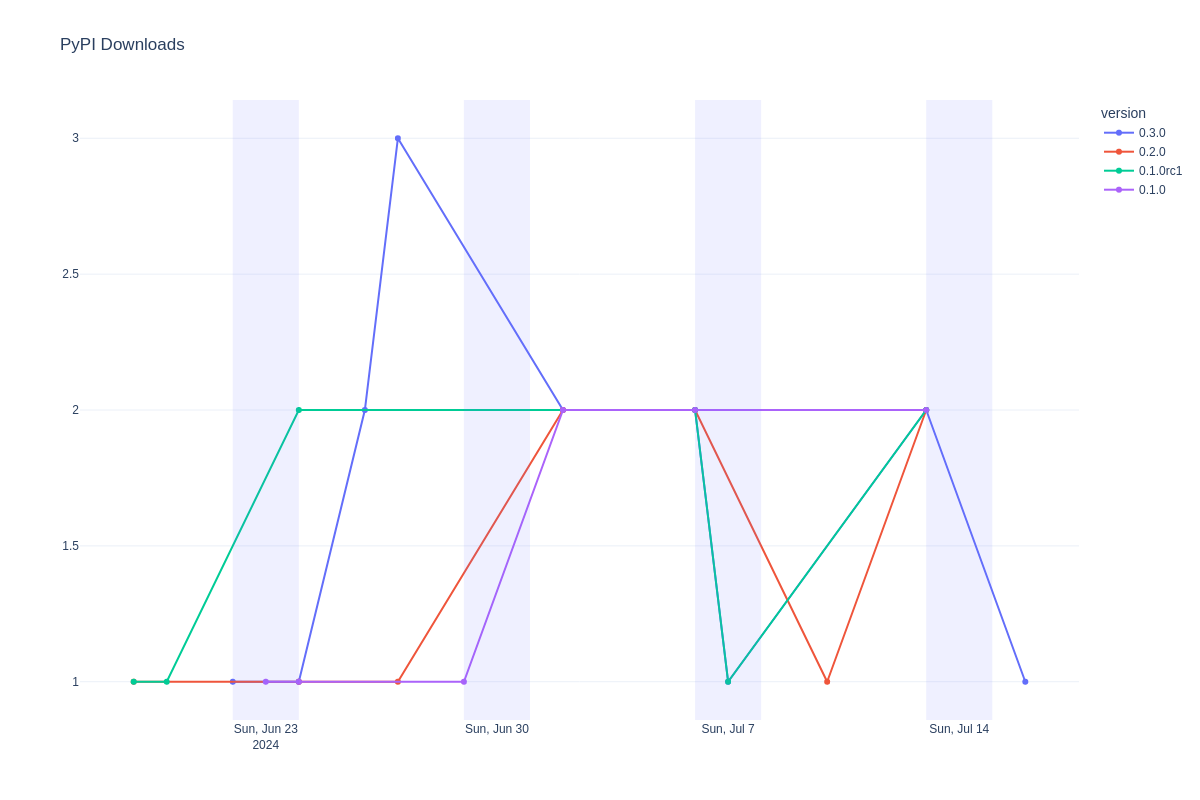 PyPI Downloads
version
0.3.0
0.2.0
0.1.0rc1
0.1.0
3
2.5
2
1.5
1
Sun, Jun 23
2024
Sun, Jun 30
Sun, Jul 7
Sun, Jul 14